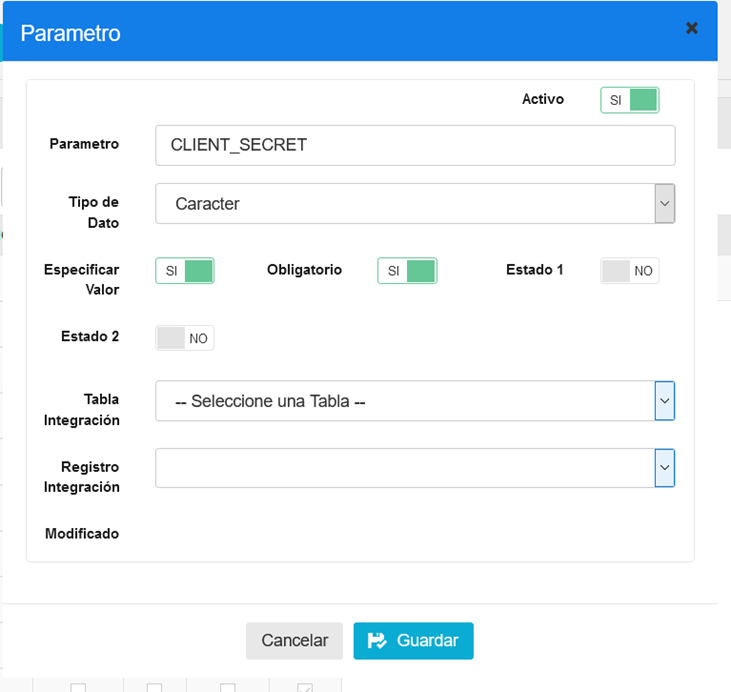 Parametro
Activo SI
Parametro CLIENT_SECRET
Tipo de
Dato
Caracter
Especificar
Valor
SI
Obligatorio SI
Estado 1 NO
Estado 2 NO
Tabla
Integración
-- Seleccione una Tabla --
Registro
Integración
Modificado
Cancelar
Guardar